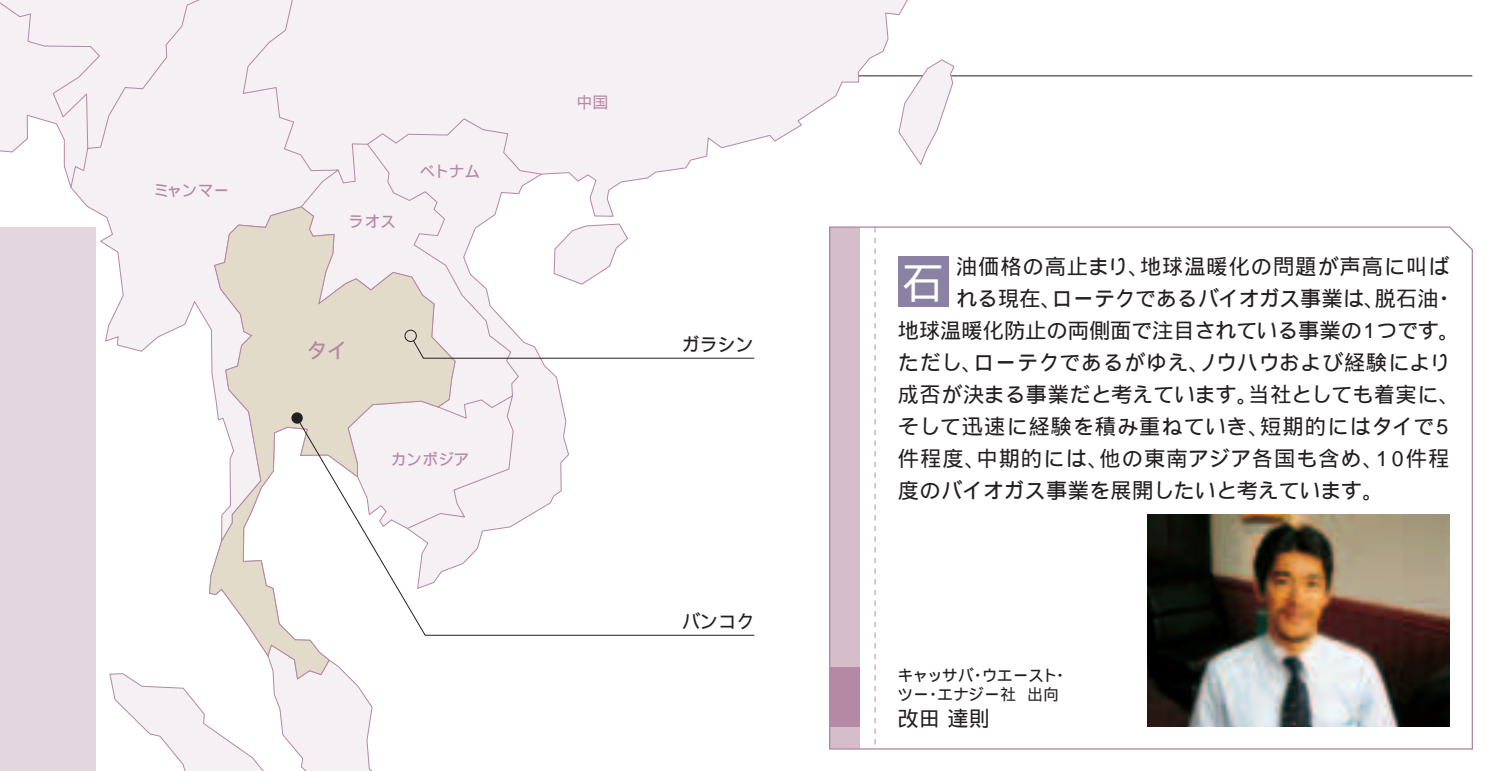 中国
ミャンマー
ベトナム
ラオス
タイ
ガラシン
カンボジア
バンコク
石油価格の高止まり、地球温暖化の問題が声高に叫ば
れる現在、ローテクであるバイオガス事業は、脱石油・
地球温暖化防止の両側面で注目されている事業の1つです。
ただし、ローテクであるがゆえ、ノウハウおよび経験により
成否が決まる事業だと考えています。当社としても着実に、
そして迅速に経験を積み重ねていき、短期的にはタイで5
件程度、中期的には、他の東南アジア各国も含め、10件程
度のバイオガス事業を展開したいと考えています。
キャッサバ・ウエースト・
ツー・エナジー社 出向
改田 達則